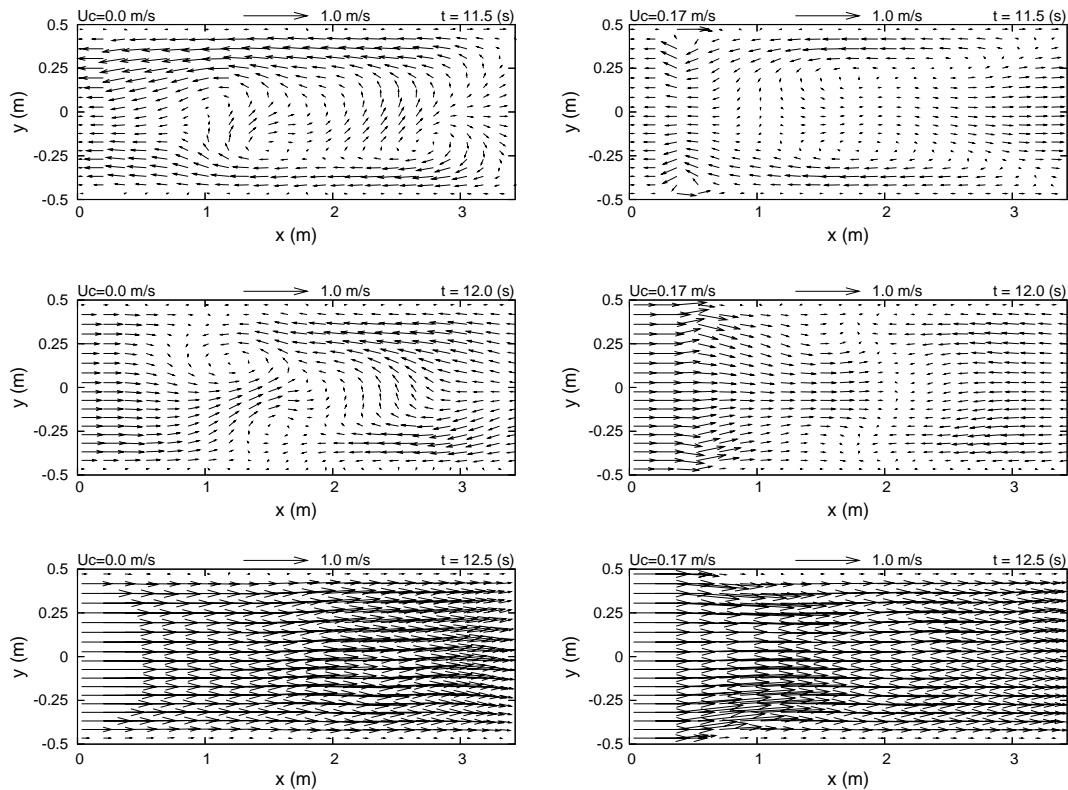 Uc=0.0 m/s 1.0 m/s t = 11.5 (s)
0.5
0.25
0
-0.25
-0.5
y (m)
0 1 2 3
x (m)
Uc=0.17 m/s 1.0 m/s t = 11.5 (s)
0.5
0.25
0
-0.25
-0.5
y (m)
0 1 2 3
x (m)
Uc=0.0 m/s 1.0 m/s t = 12.0 (s)
0.5
0.25
0
-0.25
-0.5
y (m)
0 1 2 3
x (m)
Uc=0.17 m/s 1.0 m/s t = 12.0 (s)
0.5
0.25
0
-0.25
-0.5
y (m)
0 1 2 3
x (m)
Uc=0.0 m/s 1.0 m/s t = 12.5 (s)
0.5
0.25
0
-0.25
-0.5
y (m)
0 1 2 3
x (m)
Uc=0.17 m/s 1.0 m/s t = 12.5 (s)
0.5
0.25
0
-0.25
-0.5
y (m)
0 1 2 3
x (m)